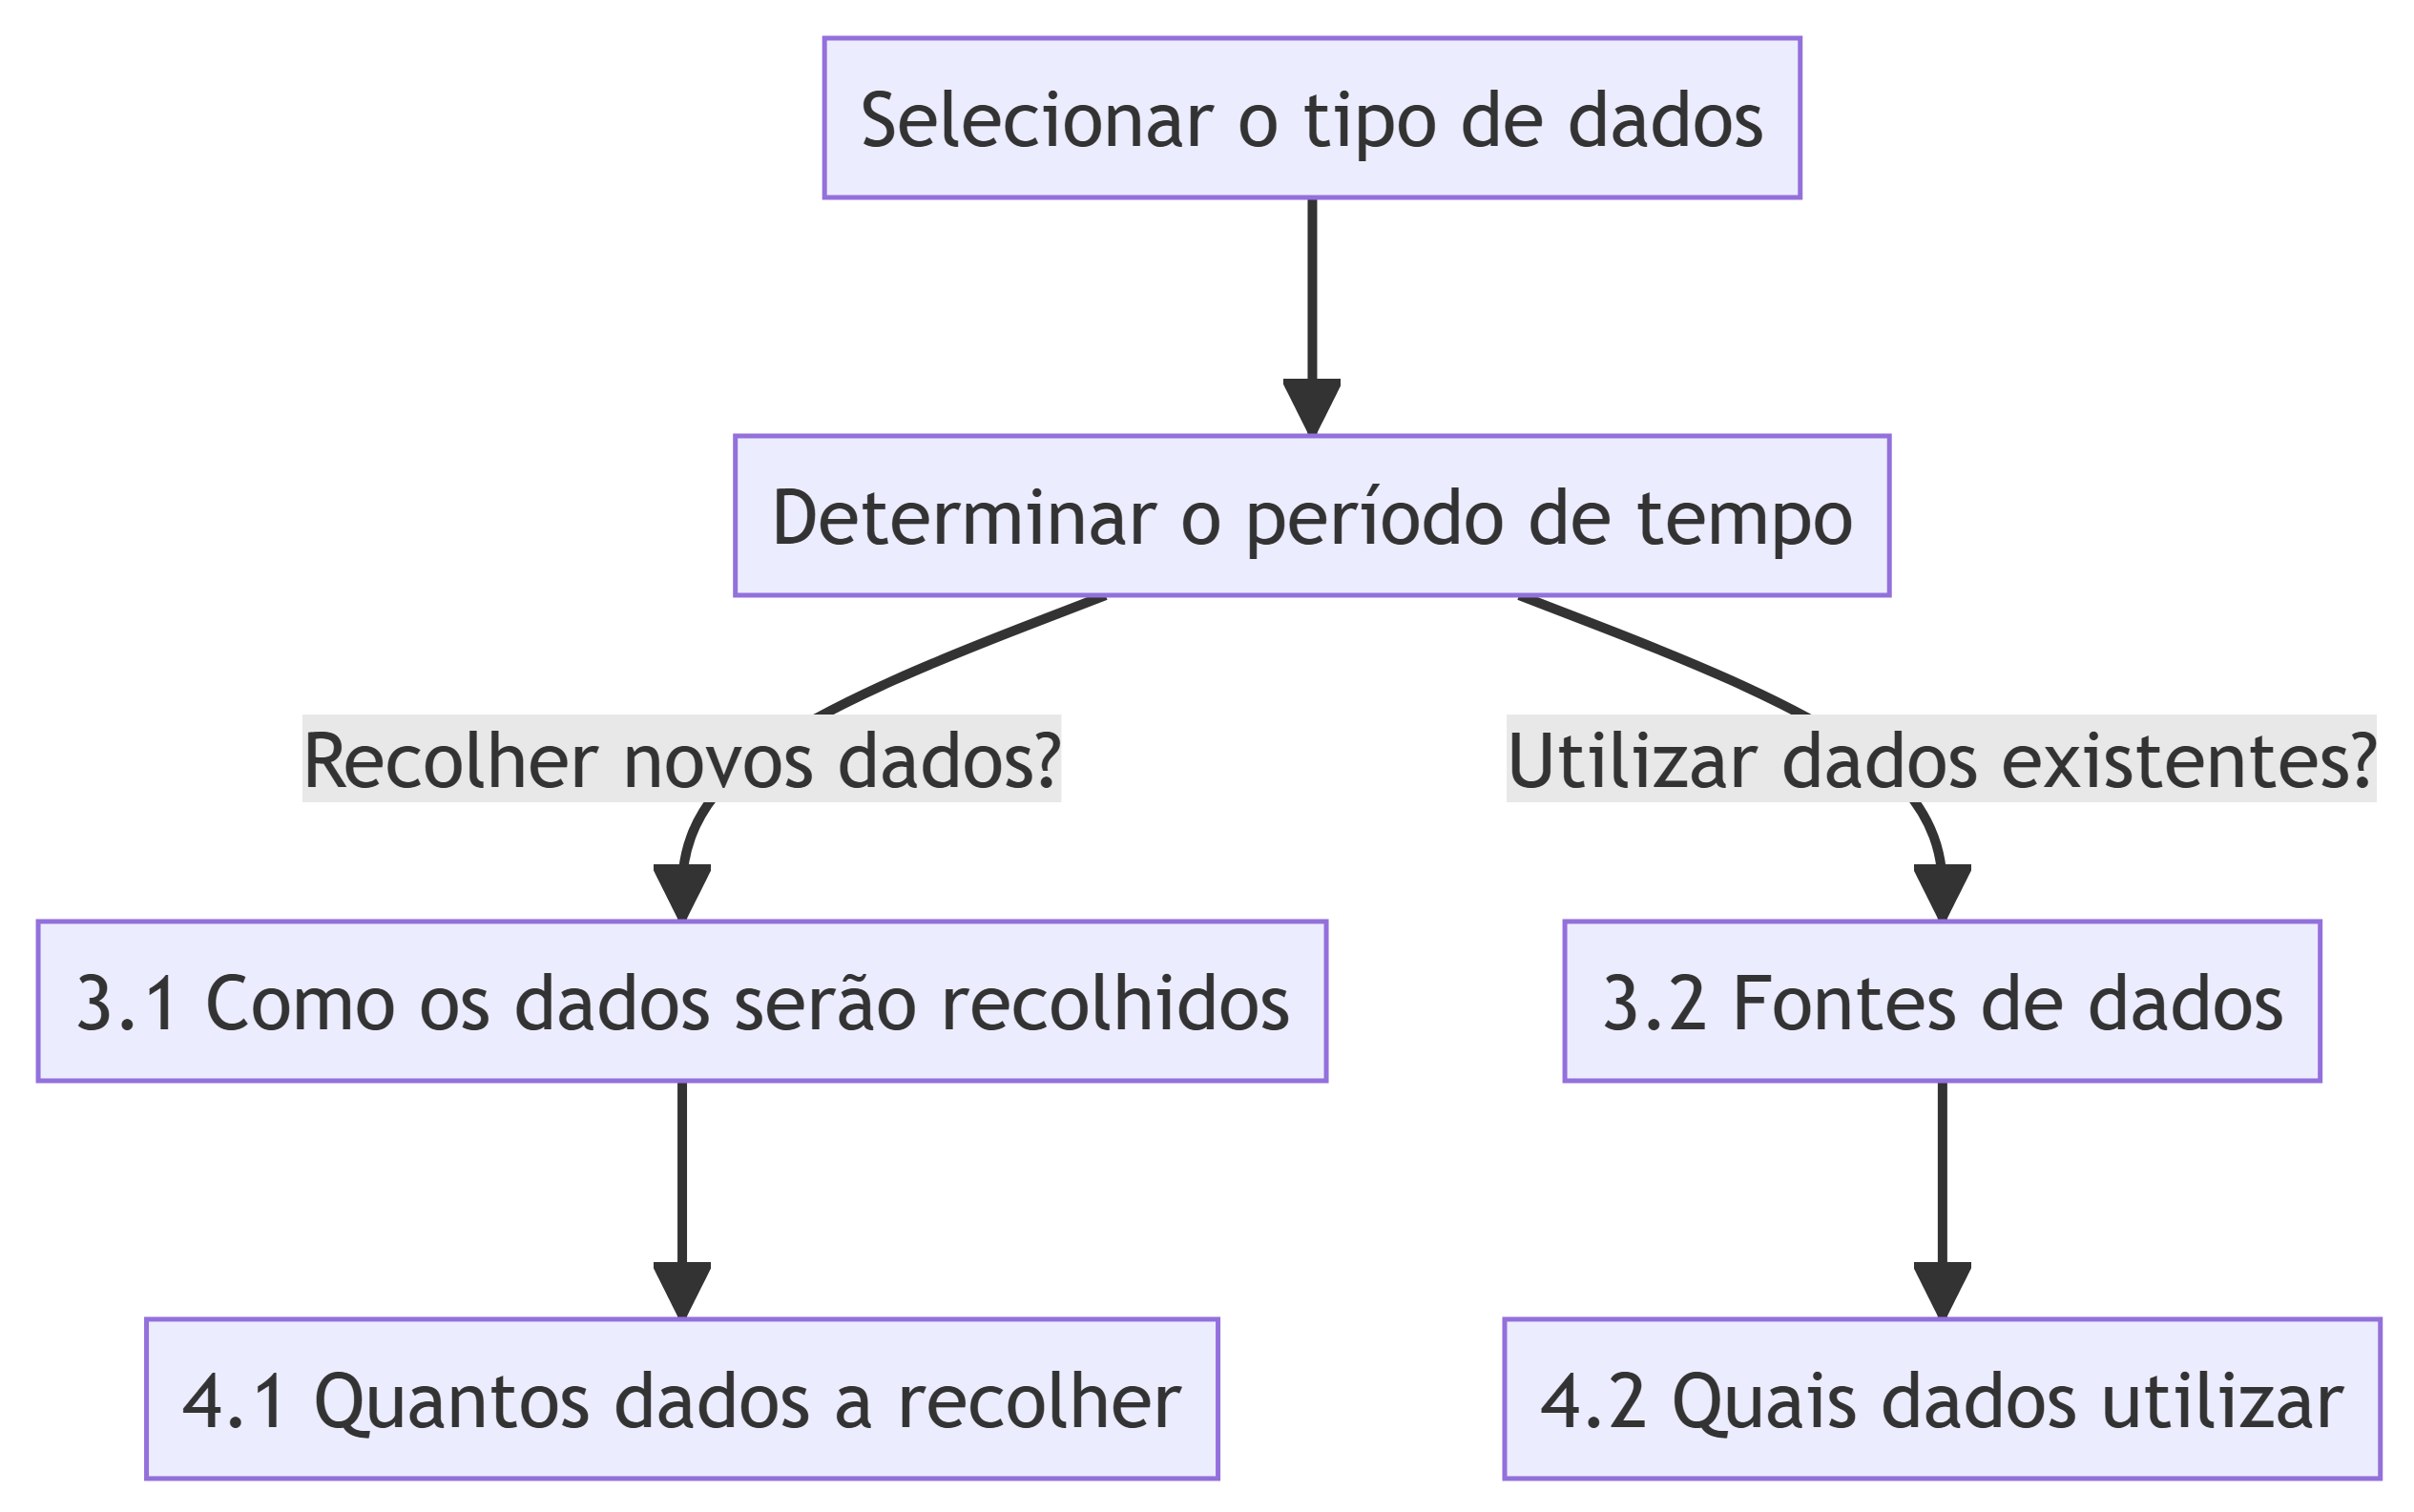 Selecionar o tipo de dados
Determinar o período de tempo
Recolher novos dados?
Utilizar dados existentes?
3.1 Como os dados serão recolhidos
3.2 Fontes de dados
4.1 Quantos dados a recolher
4.2 Quais dados utilizar